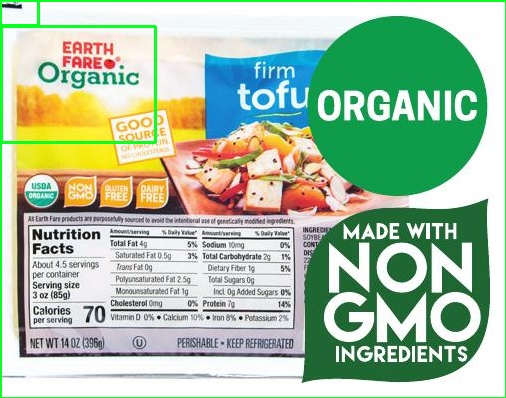 EARTH
FARE
Organic
firm
tofu
GOOD
SOURCE
OF PROTEIN
NO CHOLESTEROL
ORGANIC
USDA
ORGANIC
NON
GMO
GLUTEN
FREE
DAIRY
FREE
All Earth Fare products are purposefully sourced to avoid the intentional use of genetically modified ingredients.
Nutrition
Facts
About 4.5 servings
per container
Serving size
3 oz (85g)
Calories
per serving
70
Amount/serving % Daily Value*
Total Fat 4g 5%
Saturated Fat 0.5g 3%
Trans Fat 0g
Polyunsaturated Fat 2.5g
Monounsaturated Fat 1g
Cholesterol 0mg 0%
Amount/serving % Daily Value*
Sodium 10mg 0%
Total Carbohydrate 2g 1%
Dietary Fiber 1g 5%
Total Sugars 0g
Incl. 0g Added Sugars 0%
Protein 7g 14%
Vitamin D 0% • Calcium 10% • Iron 8% • Potassium 2%
NET WT 14 OZ (396g)
U
PERISHABLE • KEEP REFRIGERATED
MADE WITH
NON
GMO
INGREDIENTS